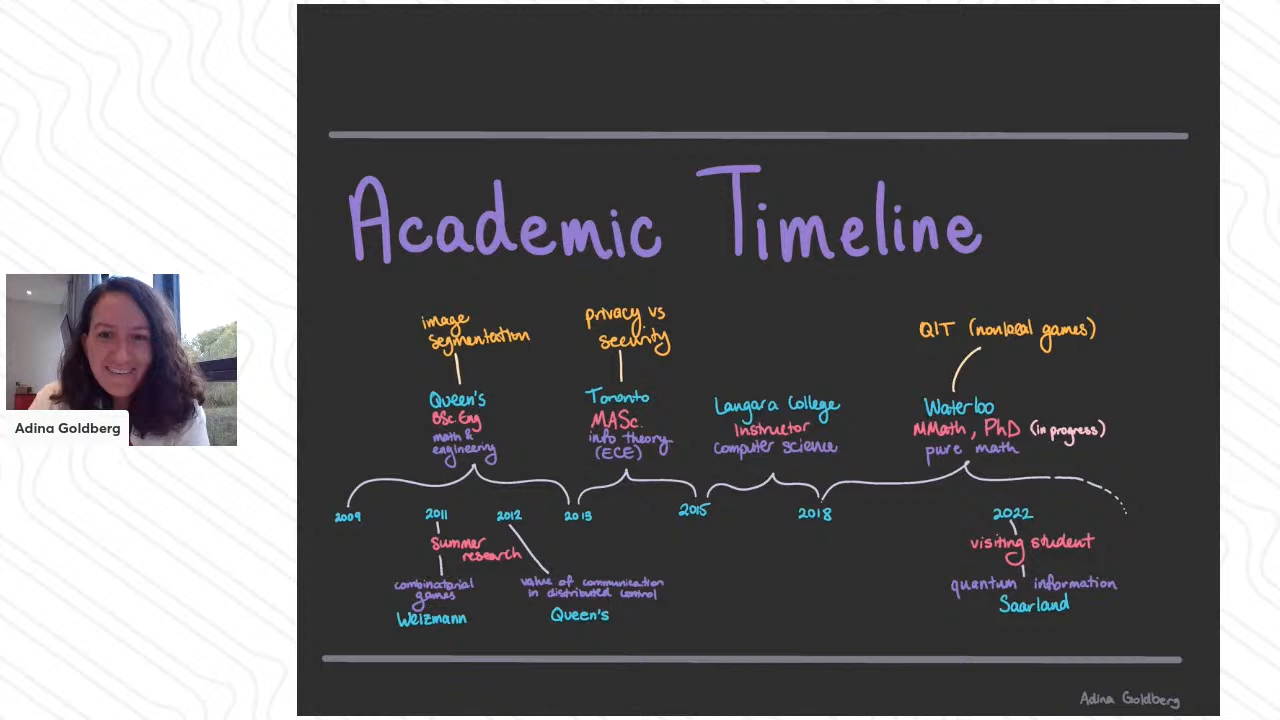 Academic Timeline
image
segmentation
privacy vs
security
QIT (nonlocal games)
Queen's
BSc.Eng
math &
engineering
Toronto
MASc.
info theory
(ECE)
Langara College
Instructor
computer science
Waterloo
MMath, PhD (in progress)
pure math
2009
2011
2012
2013
2015
2018
2022
summer
research
combinatorial
games
Weizmann
value of communication
in distributed control
Queen's
visiting student
quantum information
Saarland
Adina Goldberg
Adina Goldberg